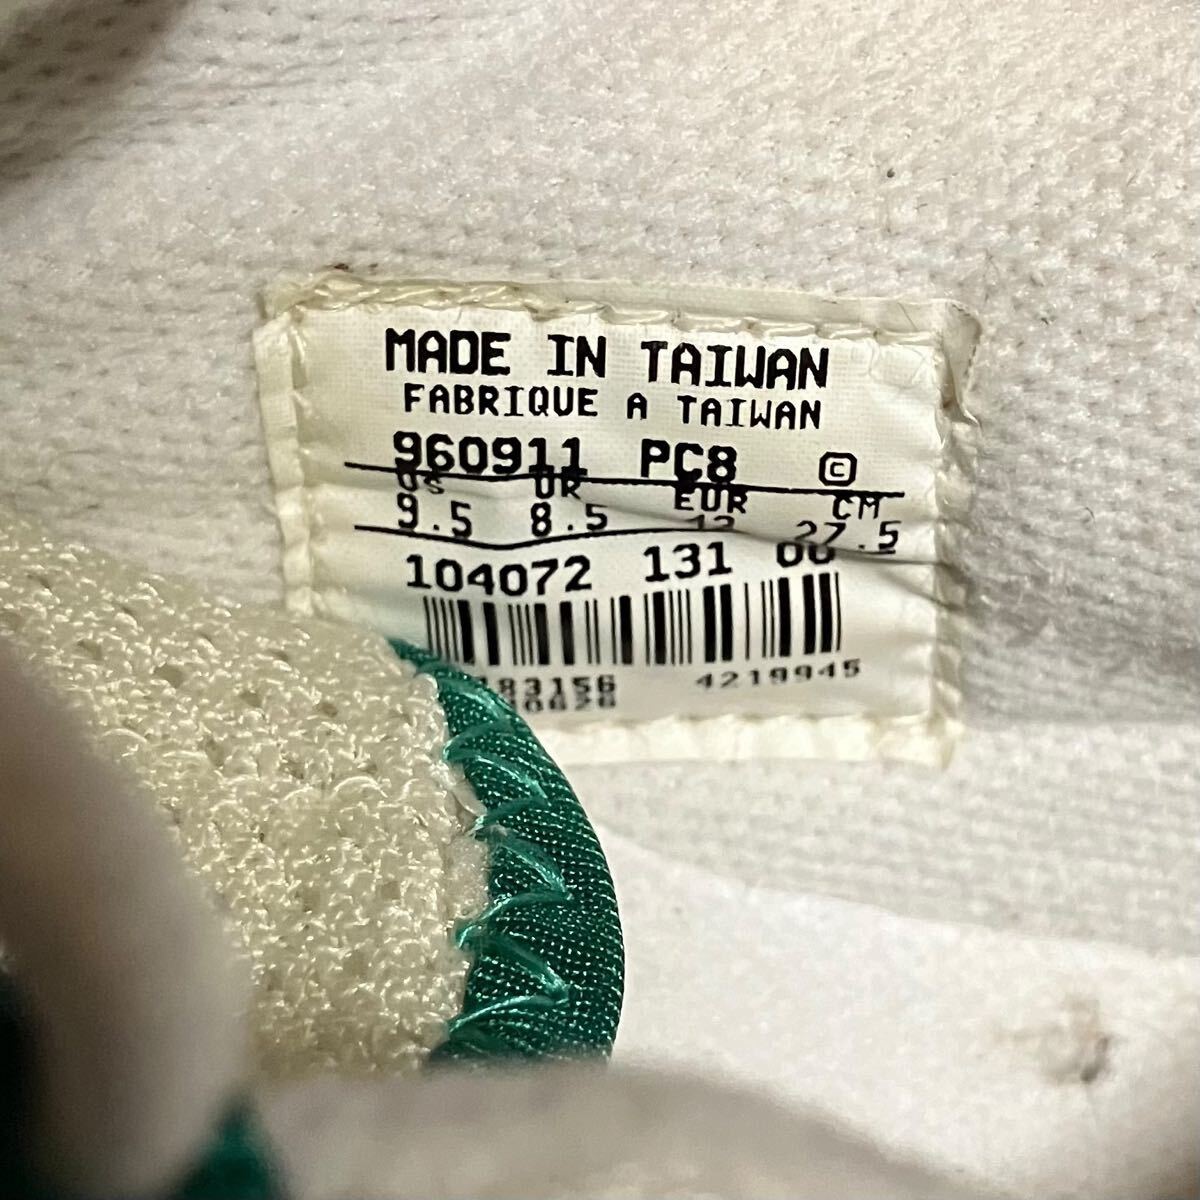 MADE IN TAIWAN
FABRIQUE A TAIWAN
960911 PC8 ©
US UK EUR CM
9.5 8.5 27.5
104072 131
183156 4219945